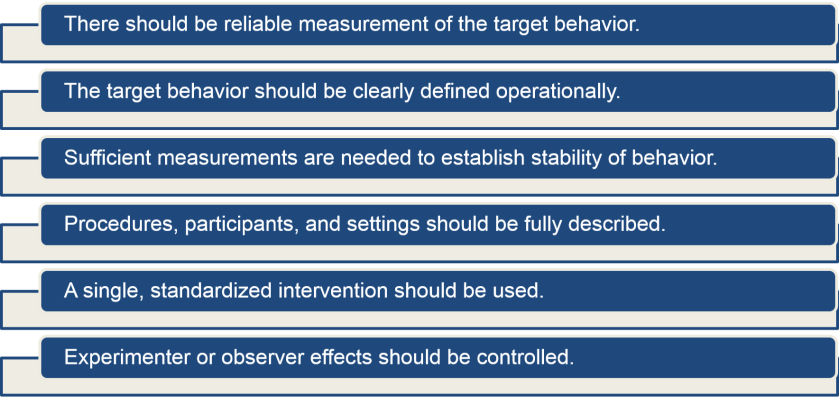 There should be reliable measurement of the target behavior.
The target behavior should be clearly defined operationally.
Sufficient measurements are needed to establish stability of behavior.
Procedures, participants, and settings should be fully described.
A single, standardized intervention should be used.
Experimenter or observer effects should be controlled.